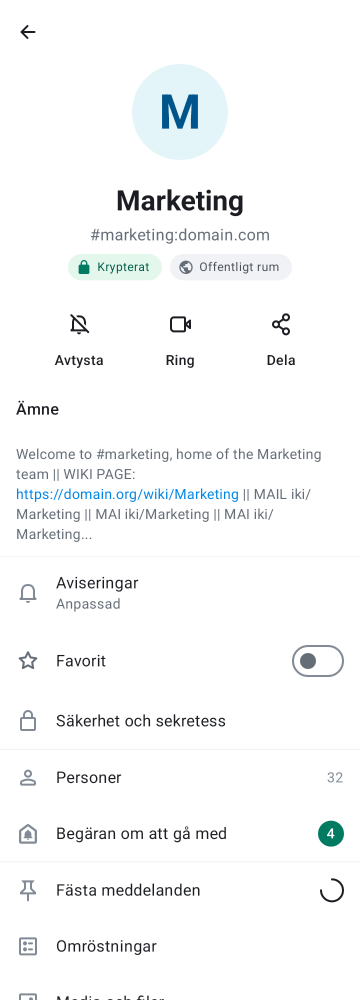 M
Marketing
#marketing:domain.com
Krypterat
Offentligt rum
Avtysta
Ring
Dela
Ämne
Welcome to #marketing, home of the Marketing
team || WIKI PAGE:
https://domain.org/wiki/Marketing || MAIL iki/
Marketing || MAI iki/Marketing || MAI iki/
Marketing...
Aviseringar
Anpassad
Favorit
Säkerhet och sekretess
Personer 32
Begäran om att gå med 4
Fästa meddelanden
Omröstningar